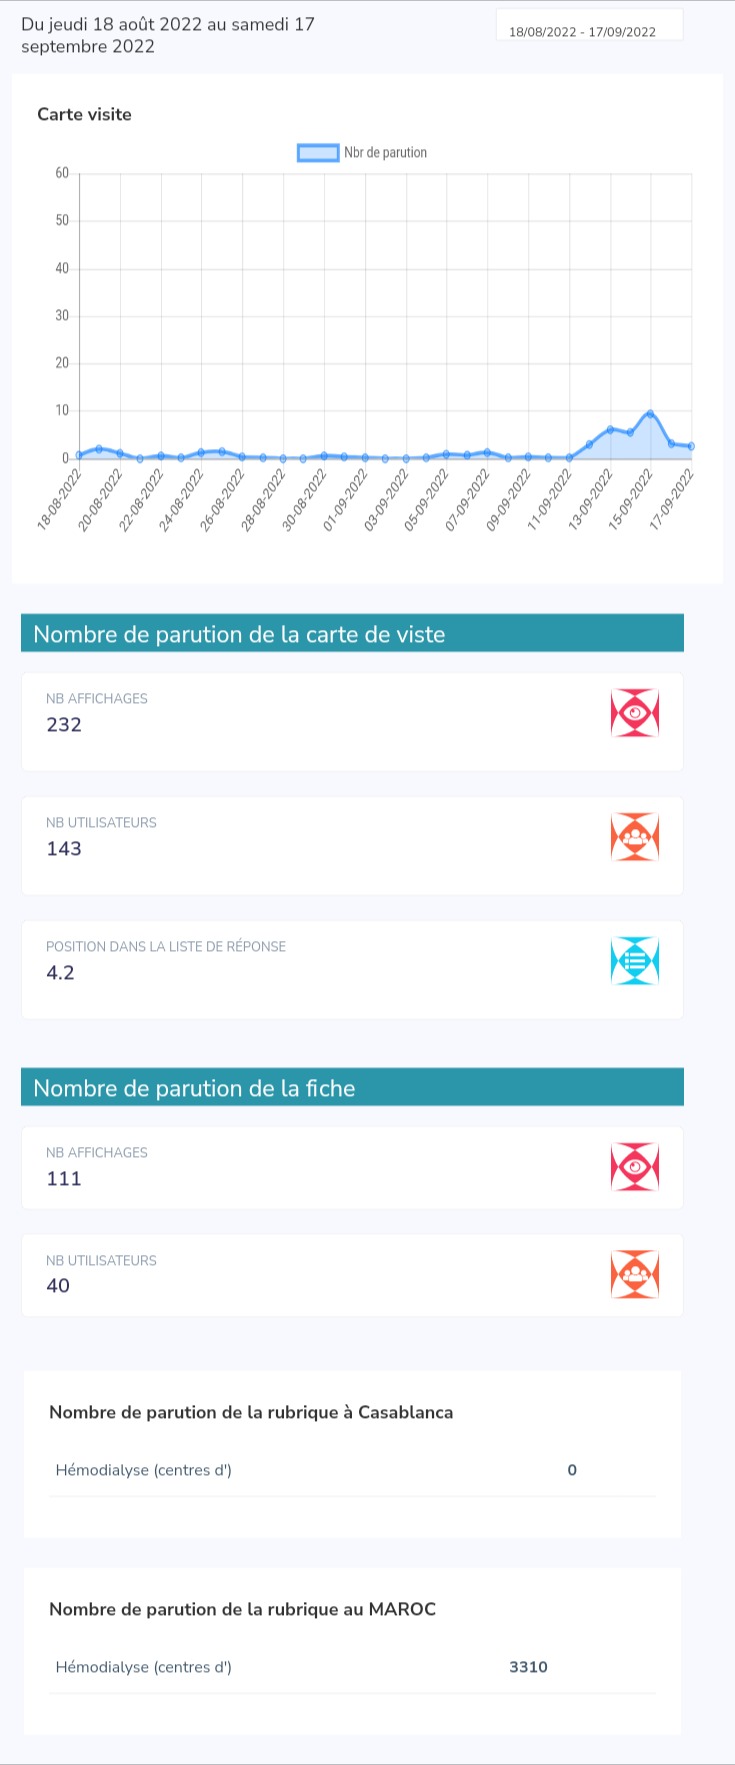 Du jeudi 18 août 2022 au samedi 17
septembre 2022
18/08/2022 - 17/09/2022
Carte visite
Nbr de parution
60
50
40
30
20
10
0
18-08-2022
20-08-2022
22-08-2022
24-08-2022
26-08-2022
28-08-2022
30-08-2022
01-09-2022
03-09-2022
05-09-2022
07-09-2022
09-09-2022
11-09-2022
13-09-2022
15-09-2022
17-09-2022
Nombre de parution de la carte de viste
NB AFFICHAGES
232
NB UTILISATEURS
143
POSITION DANS LA LISTE DE RÉPONSE
4.2
Nombre de parution de la fiche
NB AFFICHAGES
111
NB UTILISATEURS
40
Nombre de parution de la rubrique à Casablanca
Hémodialyse (centres d') 0
Nombre de parution de la rubrique au MAROC
Hémodialyse (centres d') 3310